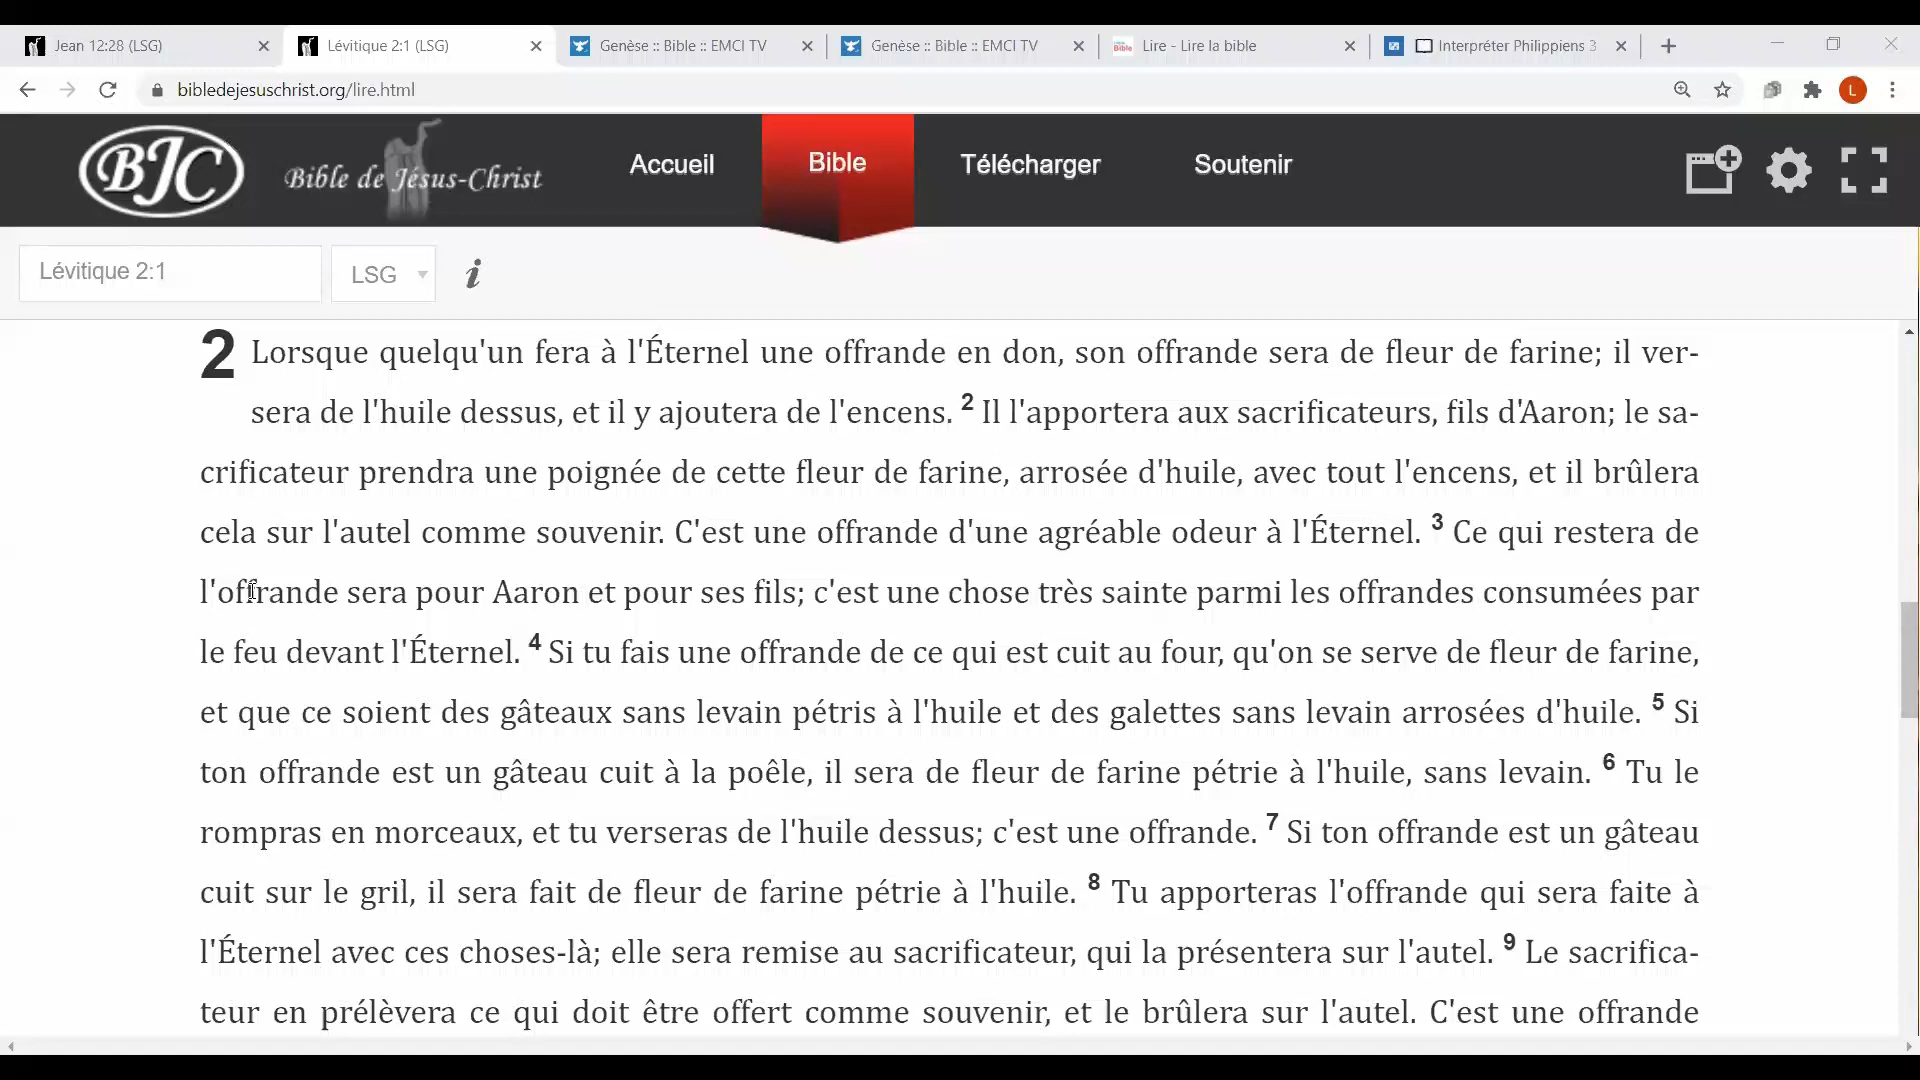 Jean 12:28 (LSG)
Lévitique 2:1 (LSG)
Genèse :: Bible :: EMCI TV
Genèse :: Bible :: EMCI TV
Lire - Lire la bible
Interpréter Philippiens 3
bibledejesuschrist.org/lire.html
L
BJC
Bible de Jésus-Christ
Accueil
Bible
Télécharger
Soutenir
Lévitique 2:1
LSG
i
2 Lorsque quelqu'un fera à l'Éternel une offrande en don, son offrande sera de fleur de farine; il ver-
sera de l'huile dessus, et il y ajoutera de l'encens. 2 Il l'apportera aux sacrificateurs, fils d'Aaron; le sa-
crificateur prendra une poignée de cette fleur de farine, arrosée d'huile, avec tout l'encens, et il brûlera
cela sur l'autel comme souvenir. C'est une offrande d'une agréable odeur à l'Éternel. 3 Ce qui restera de
l'offrande sera pour Aaron et pour ses fils; c'est une chose très sainte parmi les offrandes consumées par
le feu devant l'Éternel. 4 Si tu fais une offrande de ce qui est cuit au four, qu'on se serve de fleur de farine,
et que ce soient des gâteaux sans levain pétris à l'huile et des galettes sans levain arrosées d'huile. 5 Si
ton offrande est un gâteau cuit à la poêle, il sera de fleur de farine pétrie à l'huile, sans levain. 6 Tu le
rompras en morceaux, et tu verseras de l'huile dessus; c'est une offrande. 7 Si ton offrande est un gâteau
cuit sur le gril, il sera fait de fleur de farine pétrie à l'huile. 8 Tu apporteras l'offrande qui sera faite à
l'Éternel avec ces choses-là; elle sera remise au sacrificateur, qui la présentera sur l'autel. 9 Le sacrifica-
teur en prélèvera ce qui doit être offert comme souvenir, et le brûlera sur l'autel. C'est une offrande